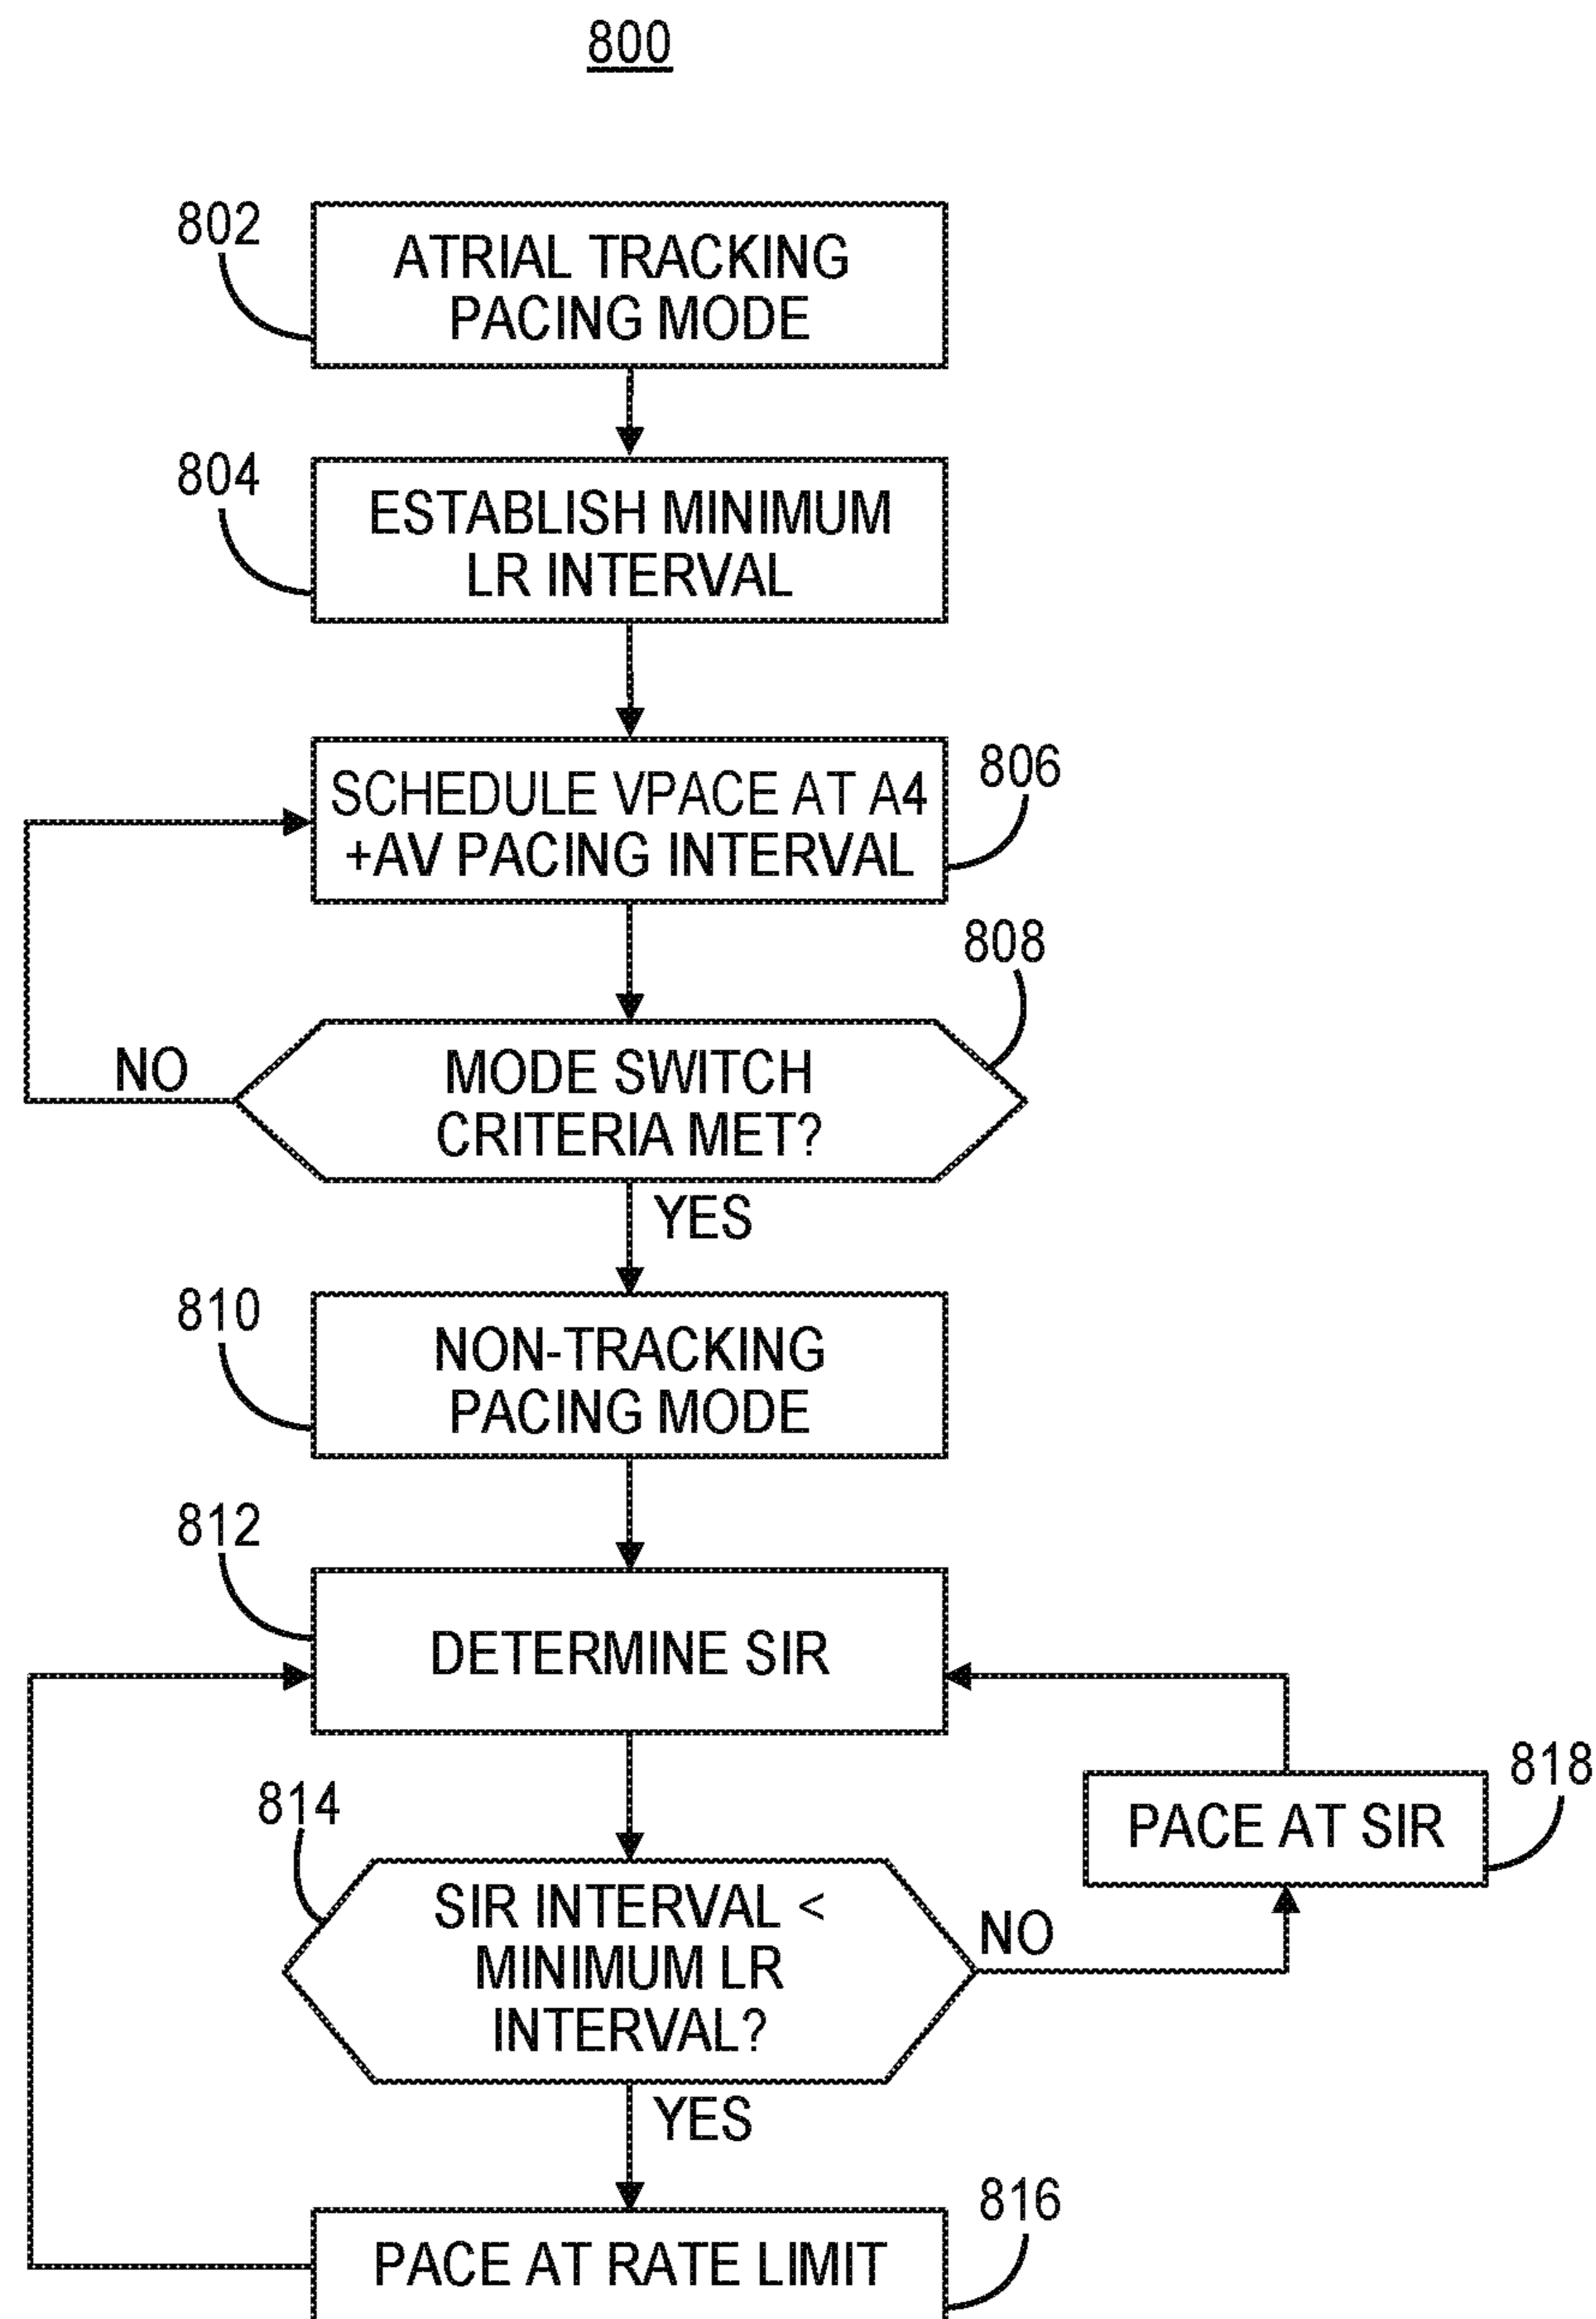 800
802
ATRIAL TRACKING
PACING MODE
804
ESTABLISH MINIMUM
LR INTERVAL
806
SCHEDULE VPACE AT A4
+AV PACING INTERVAL
808
NO
MODE SWITCH
CRITERIA MET?
YES
810
NON-TRACKING
PACING MODE
812
DETERMINE SIR
818
PACE AT SIR
814
SIR INTERVAL <
MINIMUM LR
INTERVAL?
NO
YES
816
PACE AT RATE LIMIT